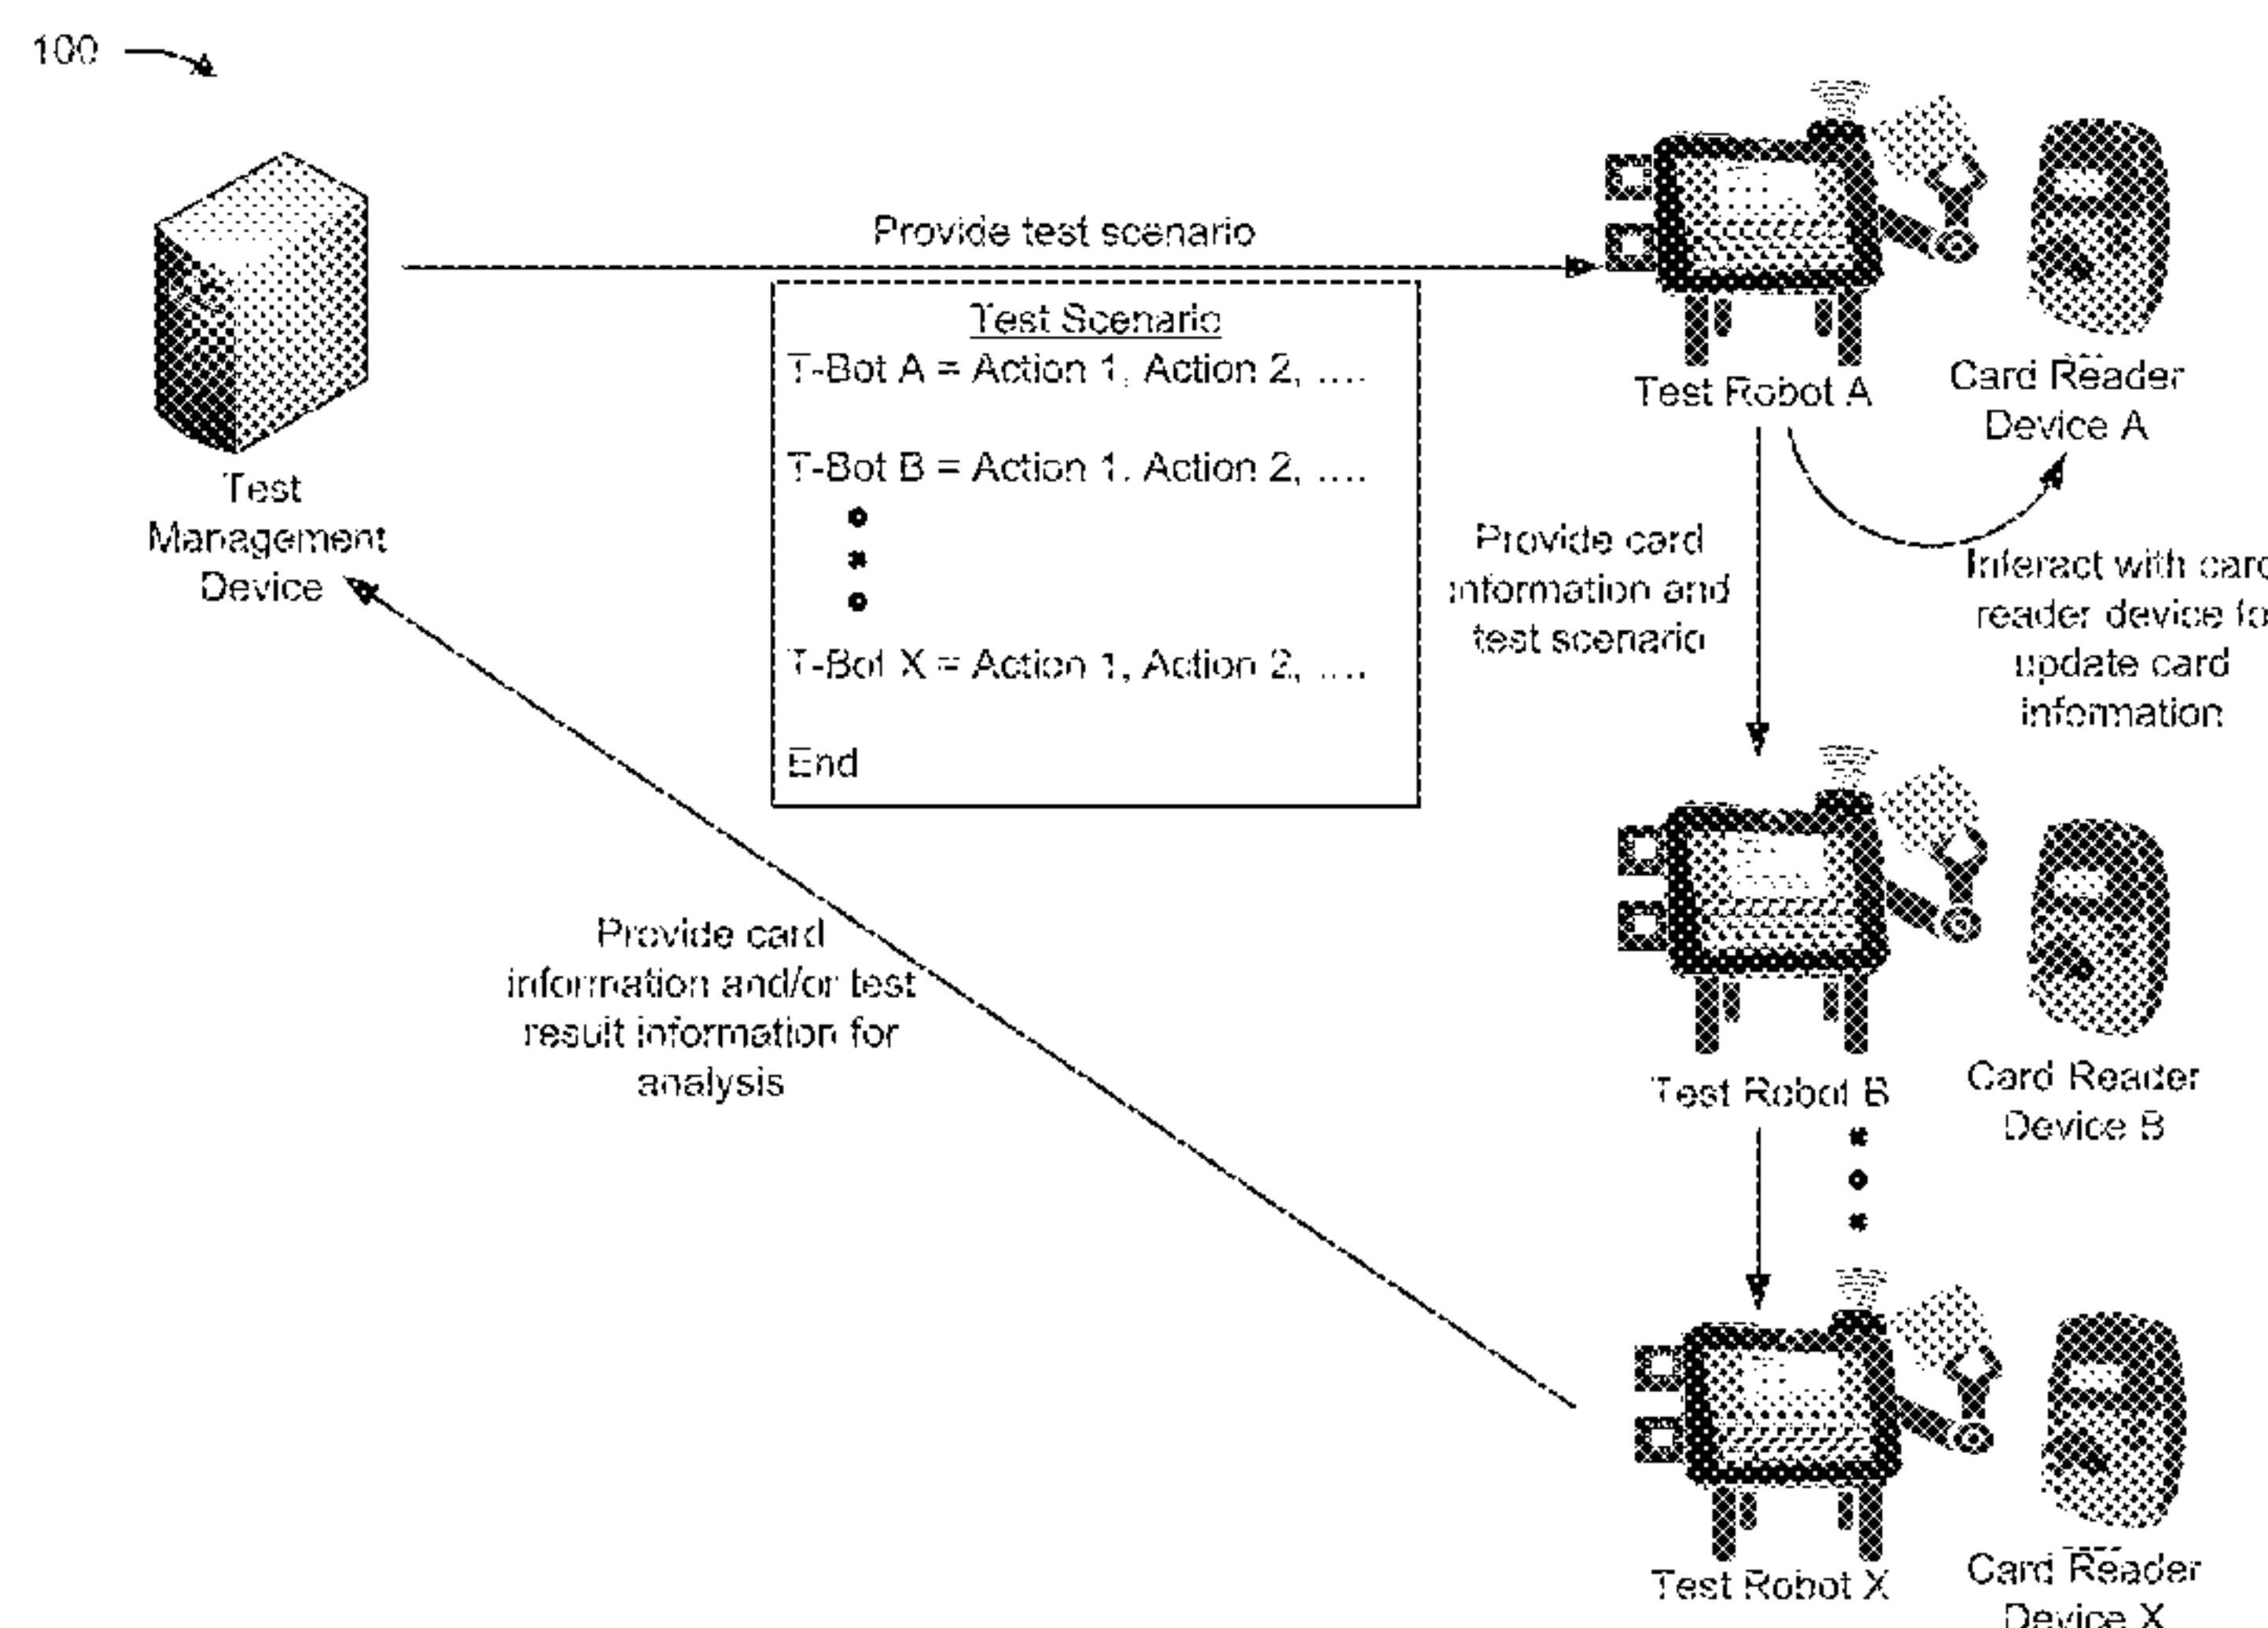 100
Provide test scenario
Test Scenario
T-Bot A = Action 1, Action 2, ....
T-Bot B = Action 1, Action 2, ....
T-Bot X = Action 1, Action 2, ....
End
Test
Management
Device
Test Robot A
Card Reader
Device A
Provide card
information and
test scenario
Interact with
reader device
update card
information
Provide card
information and/or test
result information for
analysis
Test Robot B
Card Reader
Device B
Test Robot X
Card Reader
Device X